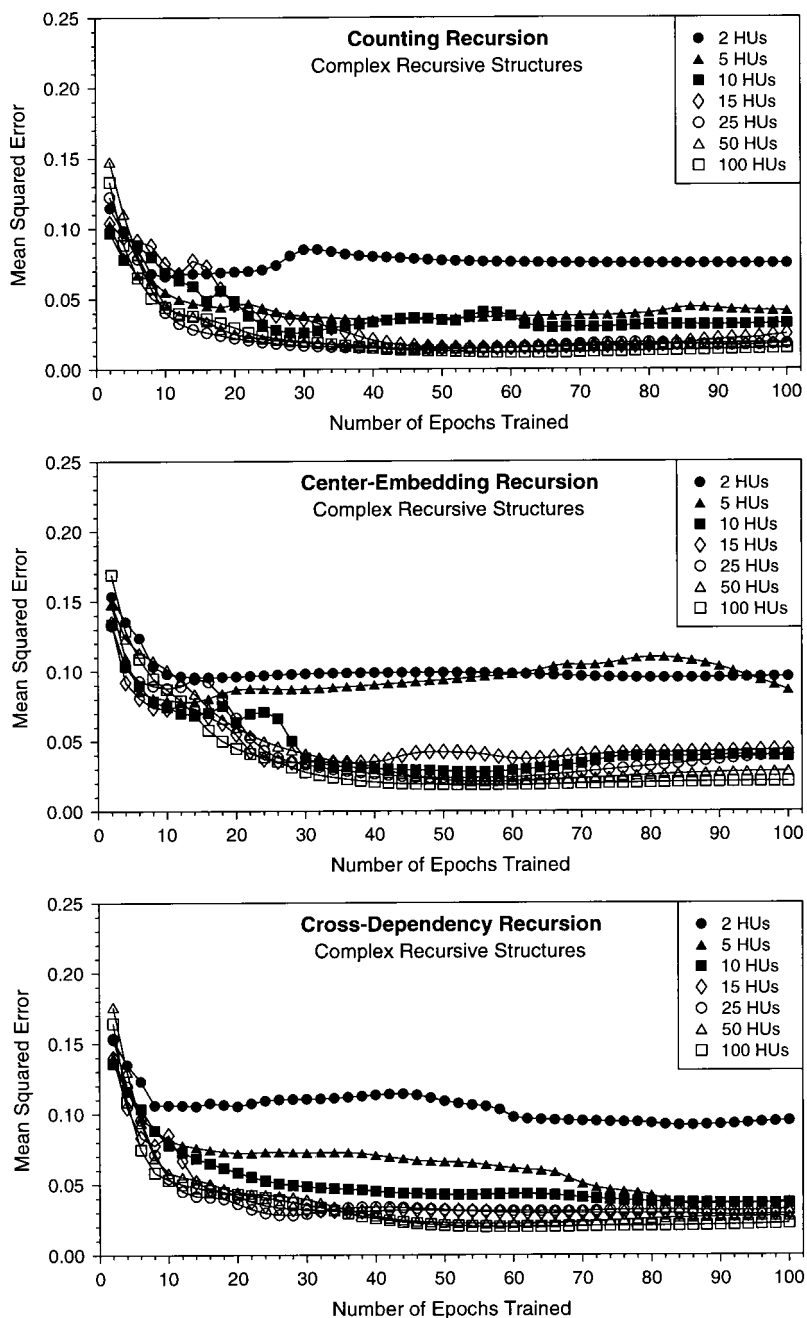 Counting Recursion
Complex Recursive Structures
2 HUs
5 HUs
10 HUs
15 HUs
25 HUs
50 HUs
100 HUs
Mean Squared Error
0.25
0.20
0.15
0.10
0.05
0.00
0 10 20 30 40 50 60 70 80 90 100
Number of Epochs Trained
Center-Embedding Recursion
Complex Recursive Structures
2 HUs
5 HUs
10 HUs
15 HUs
25 HUs
50 HUs
100 HUs
Mean Squared Error
0.25
0.20
0.15
0.10
0.05
0.00
0 10 20 30 40 50 60 70 80 90 100
Number of Epochs Trained
Cross-Dependency Recursion
Complex Recursive Structures
2 HUs
5 HUs
10 HUs
15 HUs
25 HUs
50 HUs
100 HUs
Mean Squared Error
0.25
0.20
0.15
0.10
0.05
0.00
0 10 20 30 40 50 60 70 80 90 100
Number of Epochs Trained